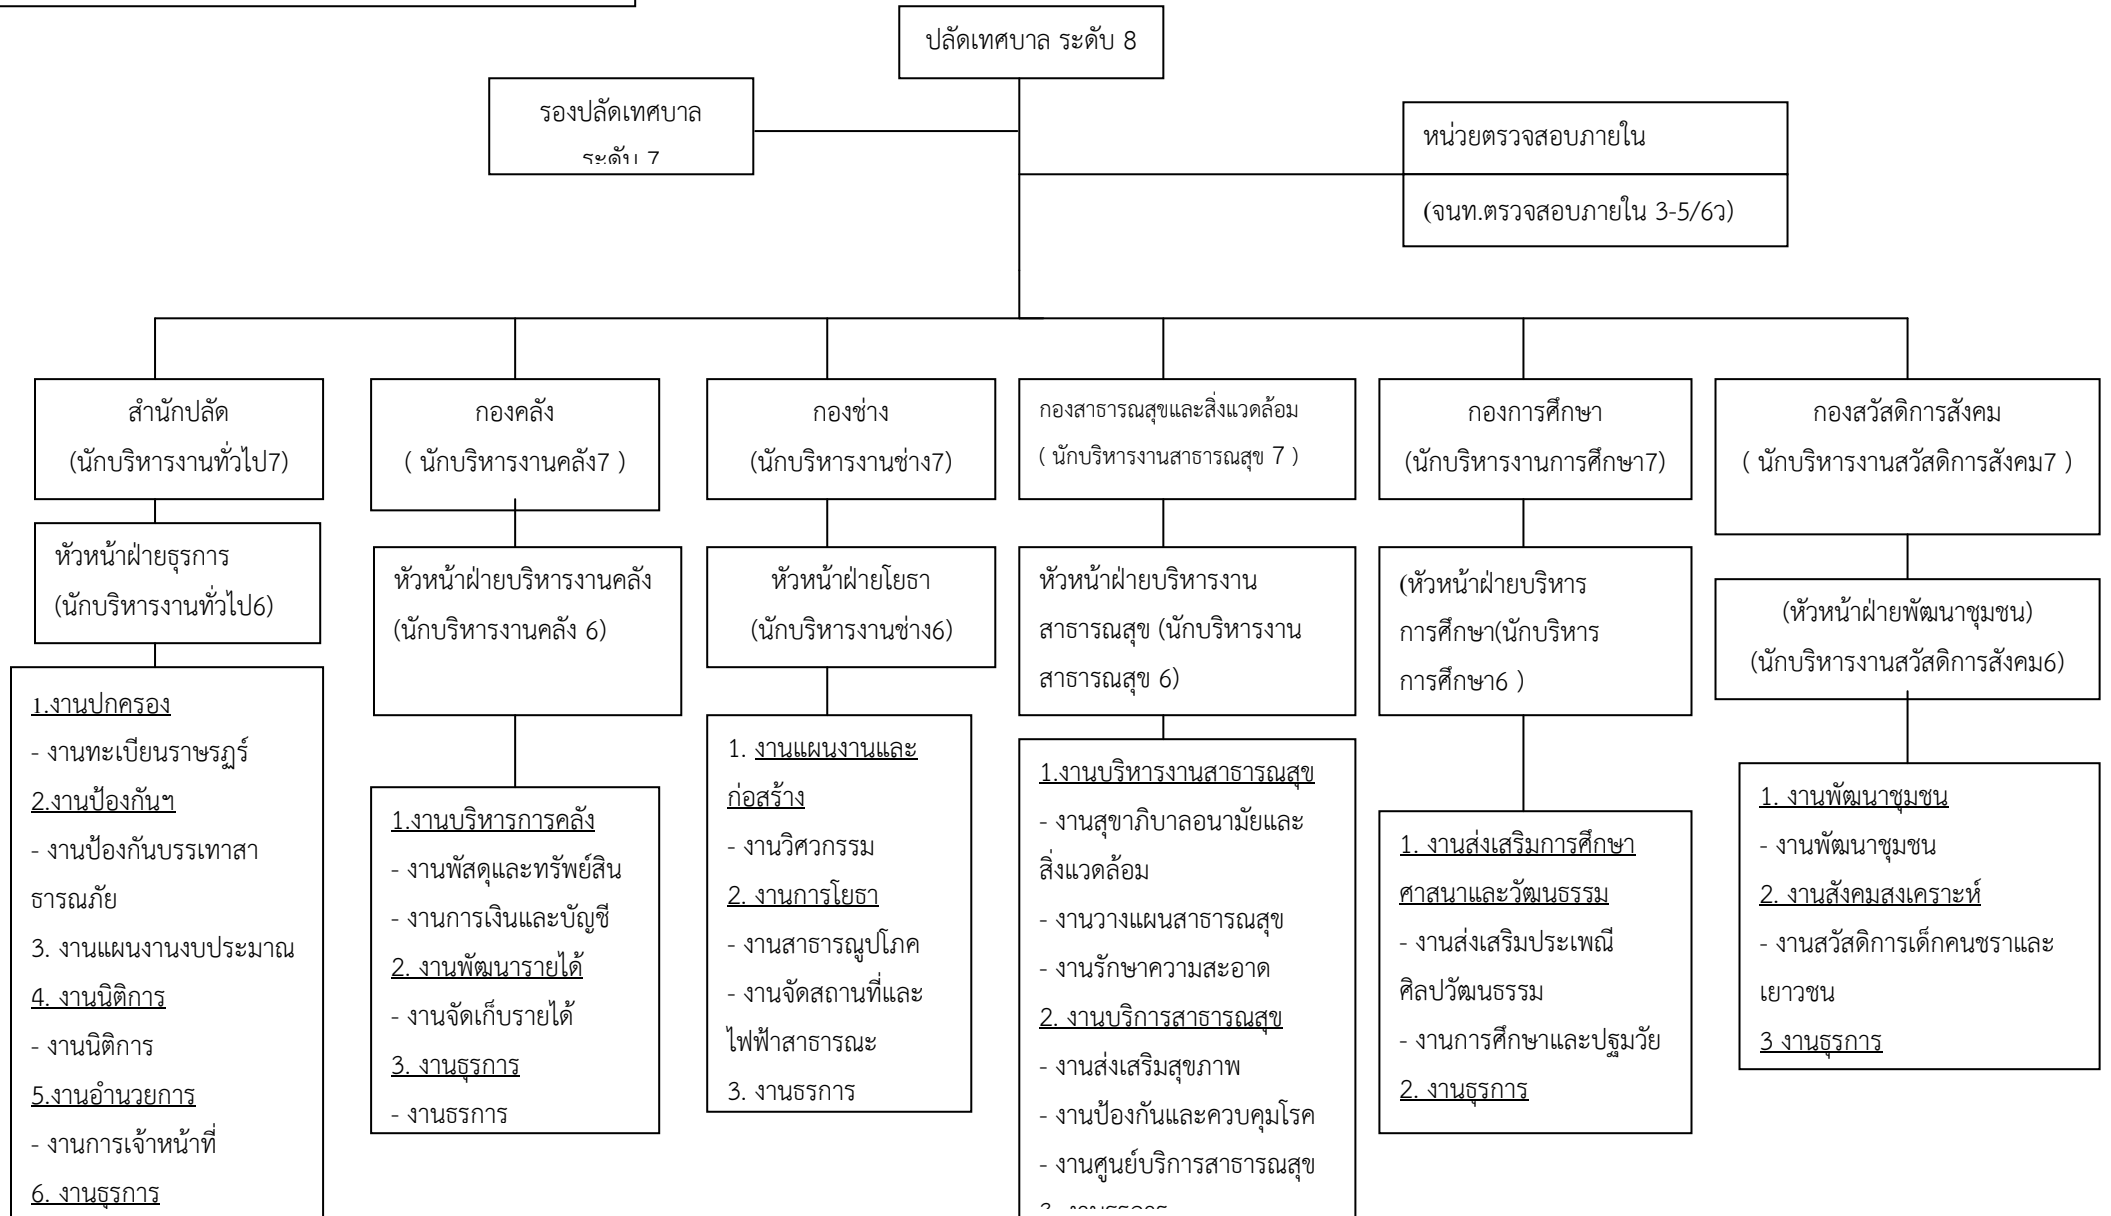 ปลัดเทศบาล ระดับ 8
รองปลัดเทศบาล
ระดับ 7
หน่วยตรวจสอบภายใน
(จนท.ตรวจสอบภายใน 3-5/6ว)
สำนักปลัด
(นักบริหารงานทั่วไป7)
หัวหน้าฝ่ายธุรการ
(นักบริหารงานทั่วไป6)
1.งานปกครอง
- งานทะเบียนราษรฏร์
2.งานป้องกันฯ
- งานป้องกันบรรเทาสา
ธารณภัย
3. งานแผนงานงบประมาณ
4. งานนิติการ
- งานนิติการ
5.งานอำนวยการ
- งานการเจ้าหน้าที่
6. งานธุรการ
กองคลัง
( นักบริหารงานคลัง7 )
หัวหน้าฝ่ายบริหารงานคลัง
(นักบริหารงานคลัง 6)
1.งานบริหารการคลัง
- งานพัสดุและทรัพย์สิน
- งานการเงินและบัญชี
2. งานพัฒนารายได้
- งานจัดเก็บรายได้
3. งานธุรการ
- งานธุรการ
กองช่าง
(นักบริหารงานช่าง7)
หัวหน้าฝ่ายโยธา
(นักบริหารงานช่าง6)
1. งานแผนงานและ
ก่อสร้าง
- งานวิศวกรรม
2. งานการโยธา
- งานสาธารณูปโภค
- งานจัดสถานที่และ
ไฟฟ้าสาธารณะ
3. งานธุรการ
กองสาธารณสุขและสิ่งแวดล้อม
( นักบริหารงานสาธารณสุข 7 )
หัวหน้าฝ่ายบริหารงาน
สาธารณสุข (นักบริหารงาน
สาธารณสุข 6)
1.งานบริหารงานสาธารณสุข
- งานสุขาภิบาลอนามัยและ
สิ่งแวดล้อม
- งานวางแผนสาธารณสุข
- งานรักษาความสะอาด
2. งานบริการสาธารณสุข
- งานส่งเสริมสุขภาพ
- งานป้องกันและควบคุมโรค
- งานศูนย์บริการสาธารณสุข
กองการศึกษา
(นักบริหารงานการศึกษา7)
(หัวหน้าฝ่ายบริหาร
การศึกษา(นักบริหาร
การศึกษา6 )
1. งานส่งเสริมการศึกษา
ศาสนาและวัฒนธรรม
- งานส่งเสริมประเพณี
ศิลปวัฒนธรรม
- งานการศึกษาและปฐมวัย
2. งานธุรการ
กองสวัสดิการสังคม
( นักบริหารงานสวัสดิการสังคม7 )
(หัวหน้าฝ่ายพัฒนาชุมชน)
(นักบริหารงานสวัสดิการสังคม6)
1. งานพัฒนาชุมชน
- งานพัฒนาชุมชน
2. งานสังคมสงเคราะห์
- งานสวัสดิการเด็กคนชราและ
เยาวชน
3 งานธุรการ